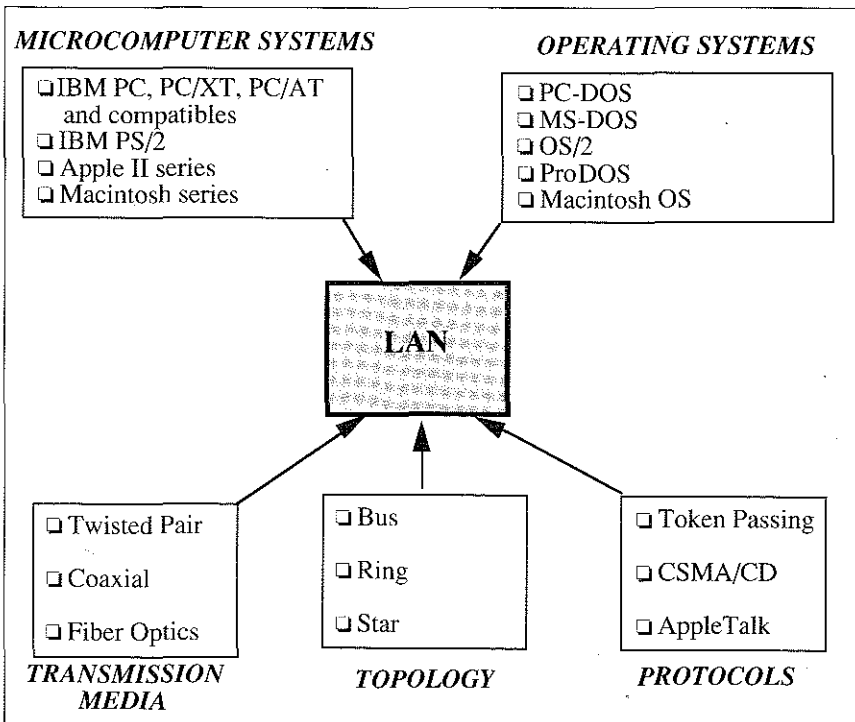 MICROCOMPUTER SYSTEMS
❑ IBM PC, PC/XT, PC/AT
and compatibles
❑ IBM PS/2
❑ Apple II series
❑ Macintosh series
OPERATING SYSTEMS
❑ PC-DOS
❑ MS-DOS
❑ OS/2
❑ ProDOS
❑ Macintosh OS
LAN
❑ Twisted Pair
❑ Coaxial
❑ Fiber Optics
TRANSMISSION
MEDIA
❑ Bus
❑ Ring
❑ Star
TOPOLOGY
❑ Token Passing
❑ CSMA/CD
❑ AppleTalk
PROTOCOLS